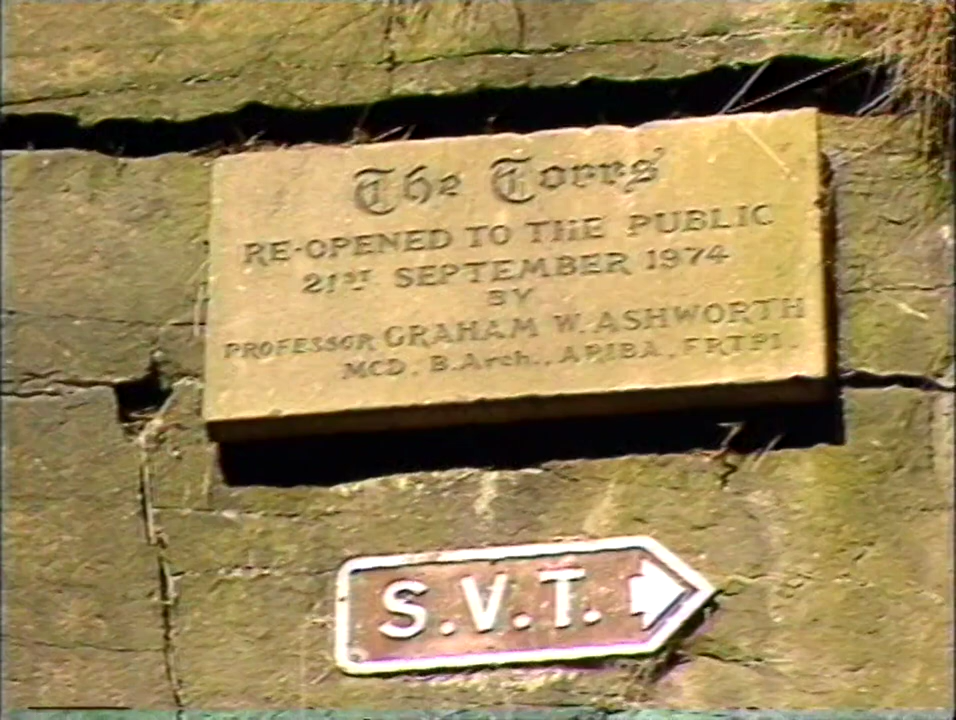 The Torrs
RE-OPENED TO THE PUBLIC
21ST SEPTEMBER 1974
BY
PROFESSOR GRAHAM W. ASHWORTH
MCD. B.Arch., ARIBA. FRTPI.
S.V.T.